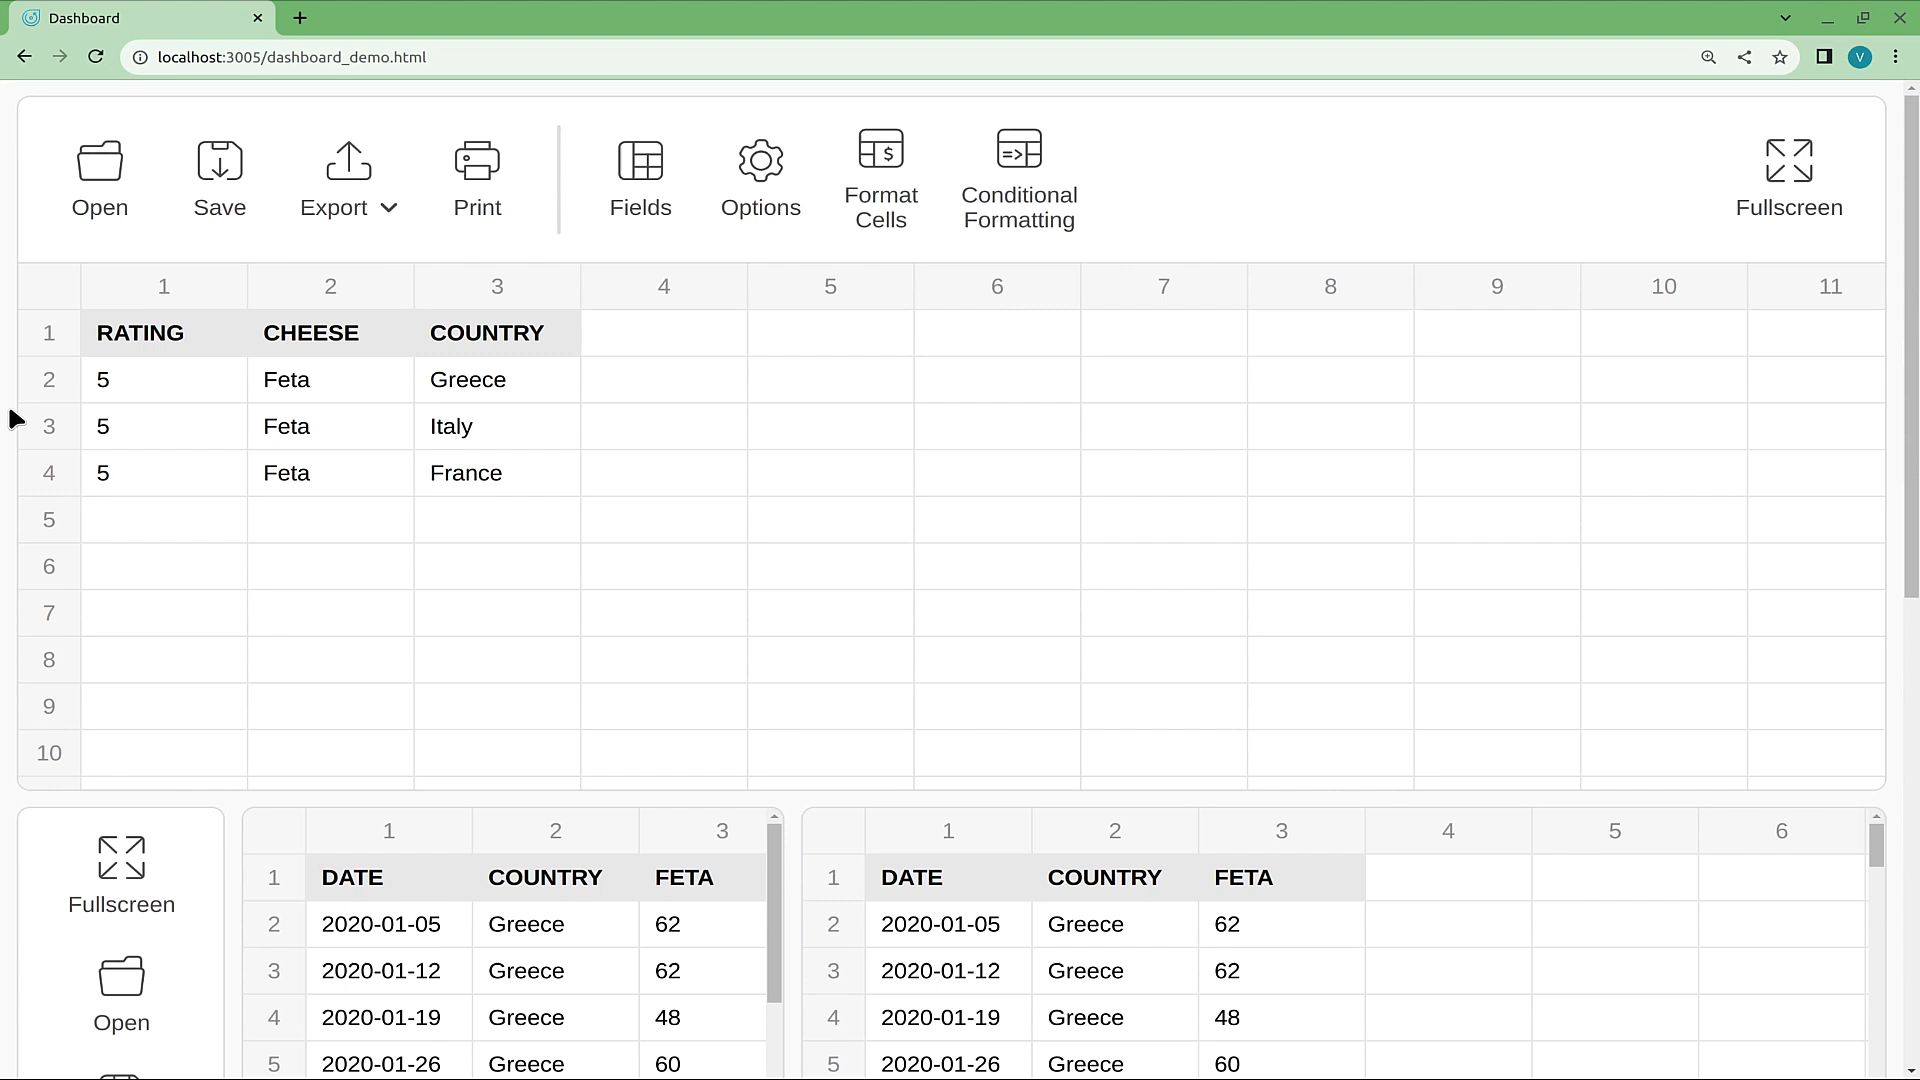 Dashboard
localhost:3005/dashboard_demo.html
V
Open Save Export Print Fields Options Format Cells Conditional Formatting Fullscreen
1 2 3 4 5 6 7 8 9 10 11
1 RATING CHEESE COUNTRY
2 5 Feta Greece
3 5 Feta Italy
4 5 Feta France
5
6
7
8
9
10
Fullscreen
Open
1 2 3
1 DATE COUNTRY FETA
2 2020-01-05 Greece 62
3 2020-01-12 Greece 62
4 2020-01-19 Greece 48
5 2020-01-26 Greece 60
1 2 3 4 5 6
1 DATE COUNTRY FETA
2 2020-01-05 Greece 62
3 2020-01-12 Greece 62
4 2020-01-19 Greece 48
5 2020-01-26 Greece 60